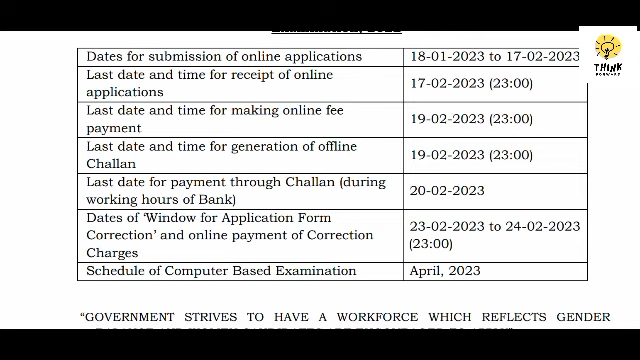 Dates for submission of online applications 18-01-2023 to 17-02-2023
Last date and time for receipt of online
applications
17-02-2023 (23:00)
Last date and time for making online fee
payment
19-02-2023 (23:00)
Last date and time for generation of offline
Challan
19-02-2023 (23:00)
Last date for payment through Challan (during
working hours of Bank)
20-02-2023
Dates of ‘Window for Application Form
Correction’ and online payment of Correction
Charges
23-02-2023 to 24-02-2023
(23:00)
Schedule of Computer Based Examination April, 2023
“GOVERNMENT STRIVES TO HAVE A WORKFORCE WHICH REFLECTS GENDER
THINK
FORWARD